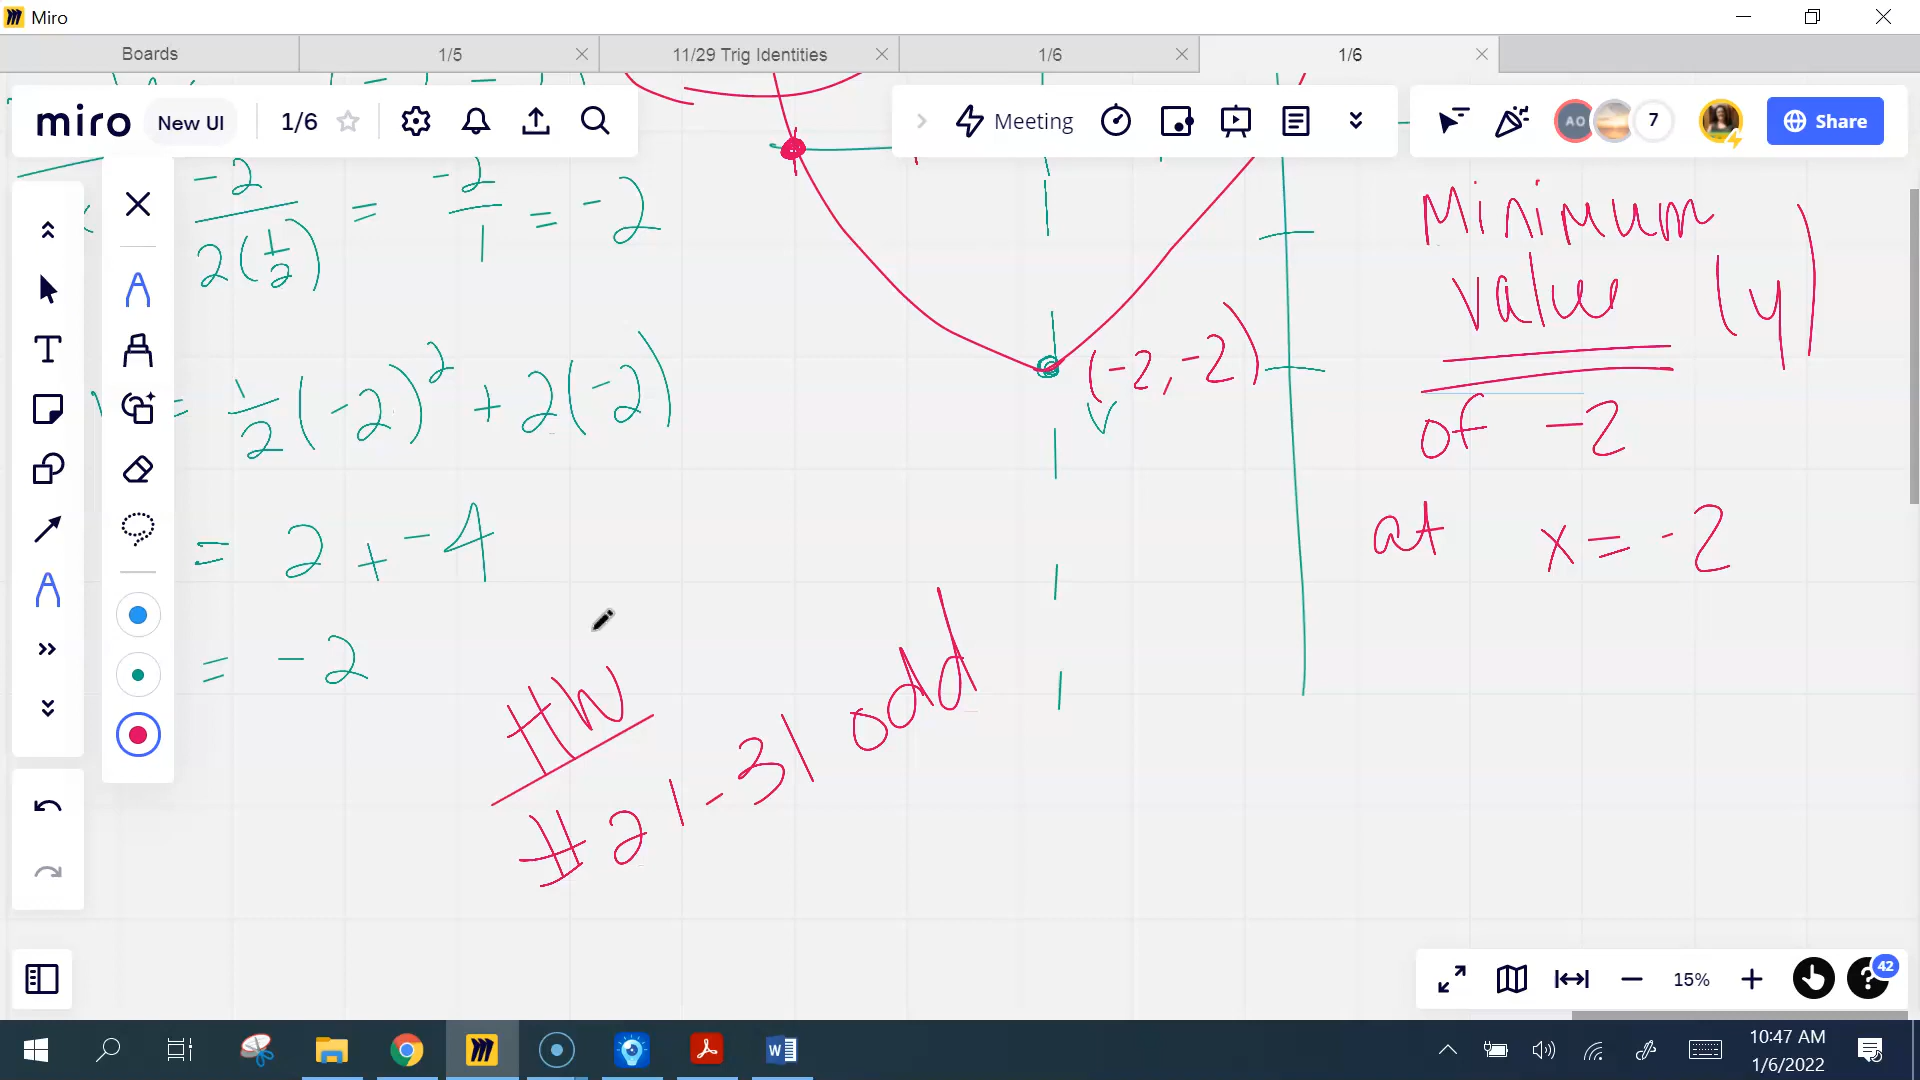 Miro
Boards
1/5
11/29 Trig Identities
1/6
1/6
miro
New UI
1/6
Meeting
AO
7
Share
-2 / 2(1/2) = -2 / 1 = -2
= 1/2 (-2)² + 2(-2)
= 2 + -4
= -2
(-2, -2)
V
Minimum
value (y)
of -2
at x = -2
HW
# 21-31 odd
T
15%
42
W
10:47 AM
1/6/2022